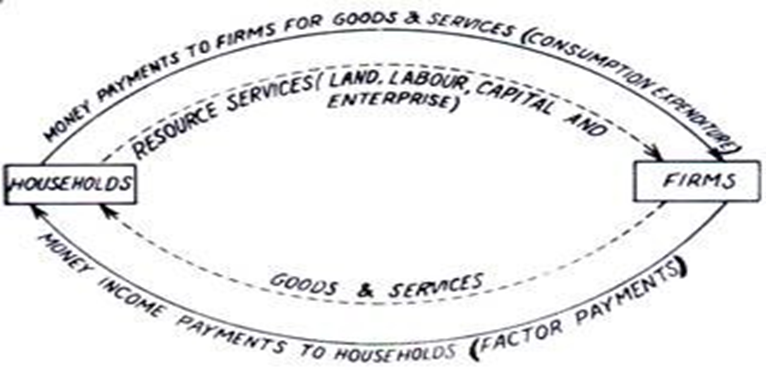 MONEY PAYMENTS TO FIRMS FOR GOODS & SERVICES (CONSUMPTION EXPENDITURE)
RESOURCE SERVICES( LAND, LABOUR, CAPITAL AND
ENTERPRISE)
HOUSEHOLDS
FIRMS
GOODS & SERVICES
MONEY INCOME PAYMENTS TO HOUSEHOLDS (FACTOR PAYMENTS)